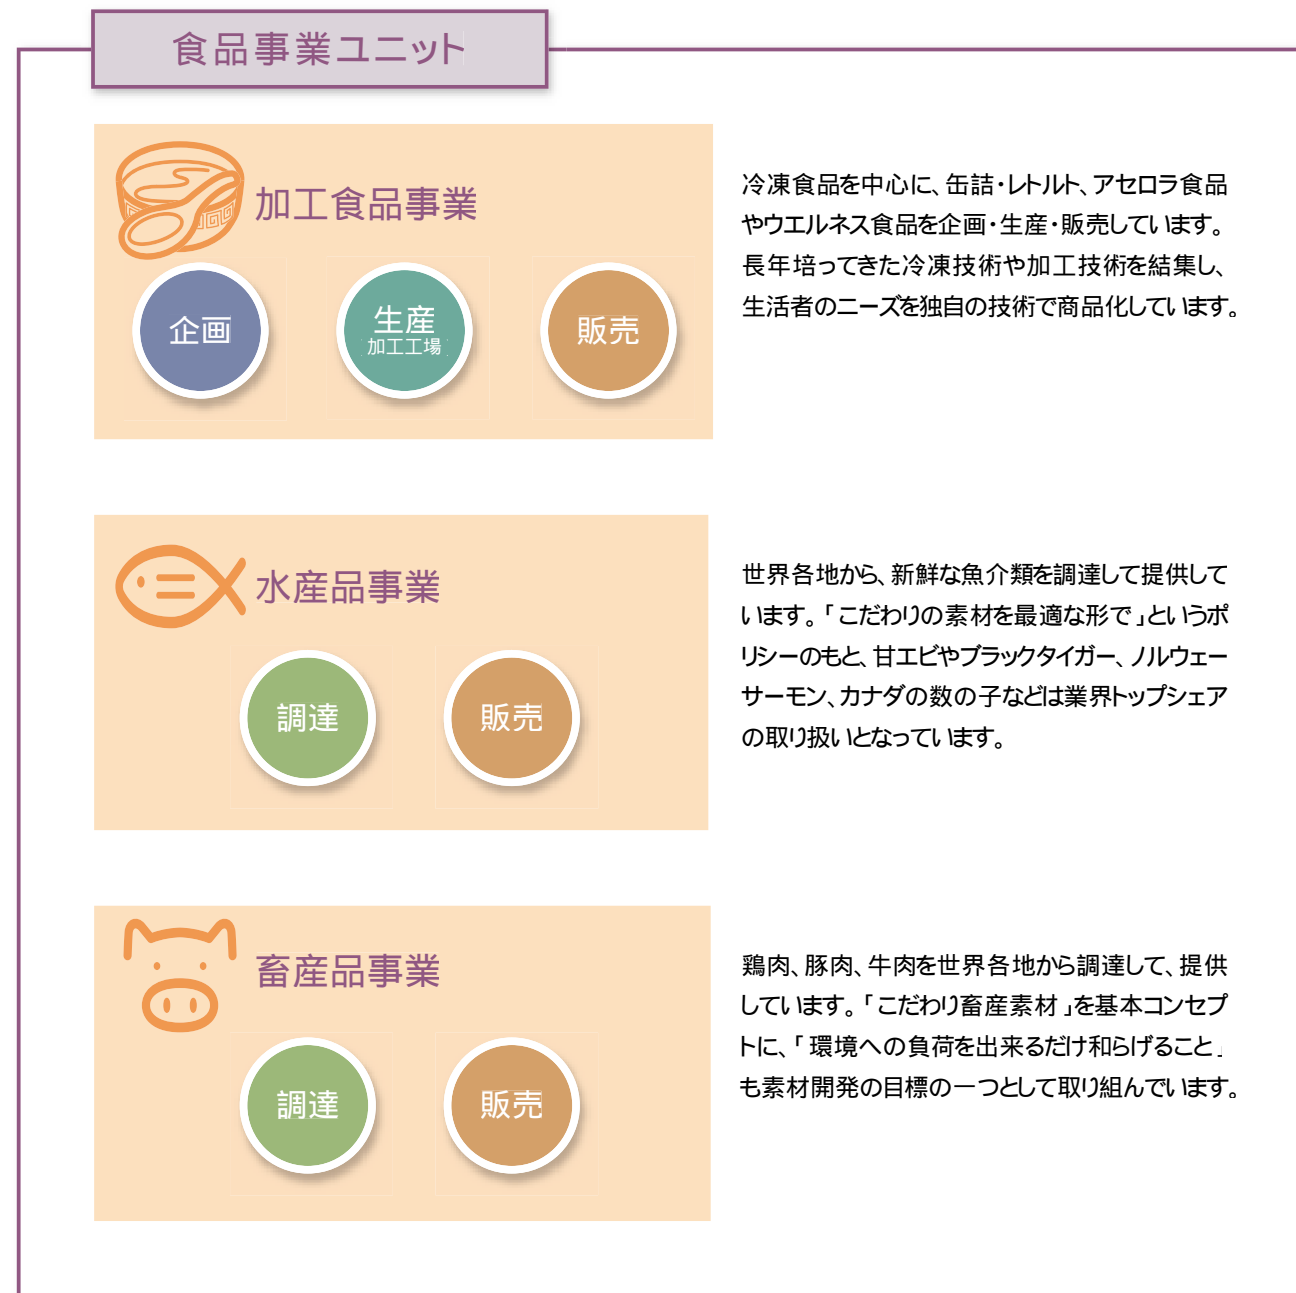 食品事業ユニット
加工食品事業
企画
生産
加工工場
販売
冷凍食品を中心に、缶詰・レトルト、アセロラ食品
やウエルネス食品を企画・生産・販売しています。
長年培ってきた冷凍技術や加工技術を結集し、
生活者のニーズを独自の技術で商品化しています。
水産品事業
調達
販売
世界各地から、新鮮な魚介類を調達して提供して
います。「こだわりの素材を最適な形で」というポ
リシーのもと、甘エビやブラックタイガー、ノルウェー
サーモン、カナダの数の子などは業界トップシェア
の取り扱いとなっています。
畜産品事業
調達
販売
鶏肉、豚肉、牛肉を世界各地から調達して、提供
しています。「こだわり畜産素材」を基本コンセプ
トに、「環境への負荷を出来るだけ和らげること」
も素材開発の目標の一つとして取り組んでいます。